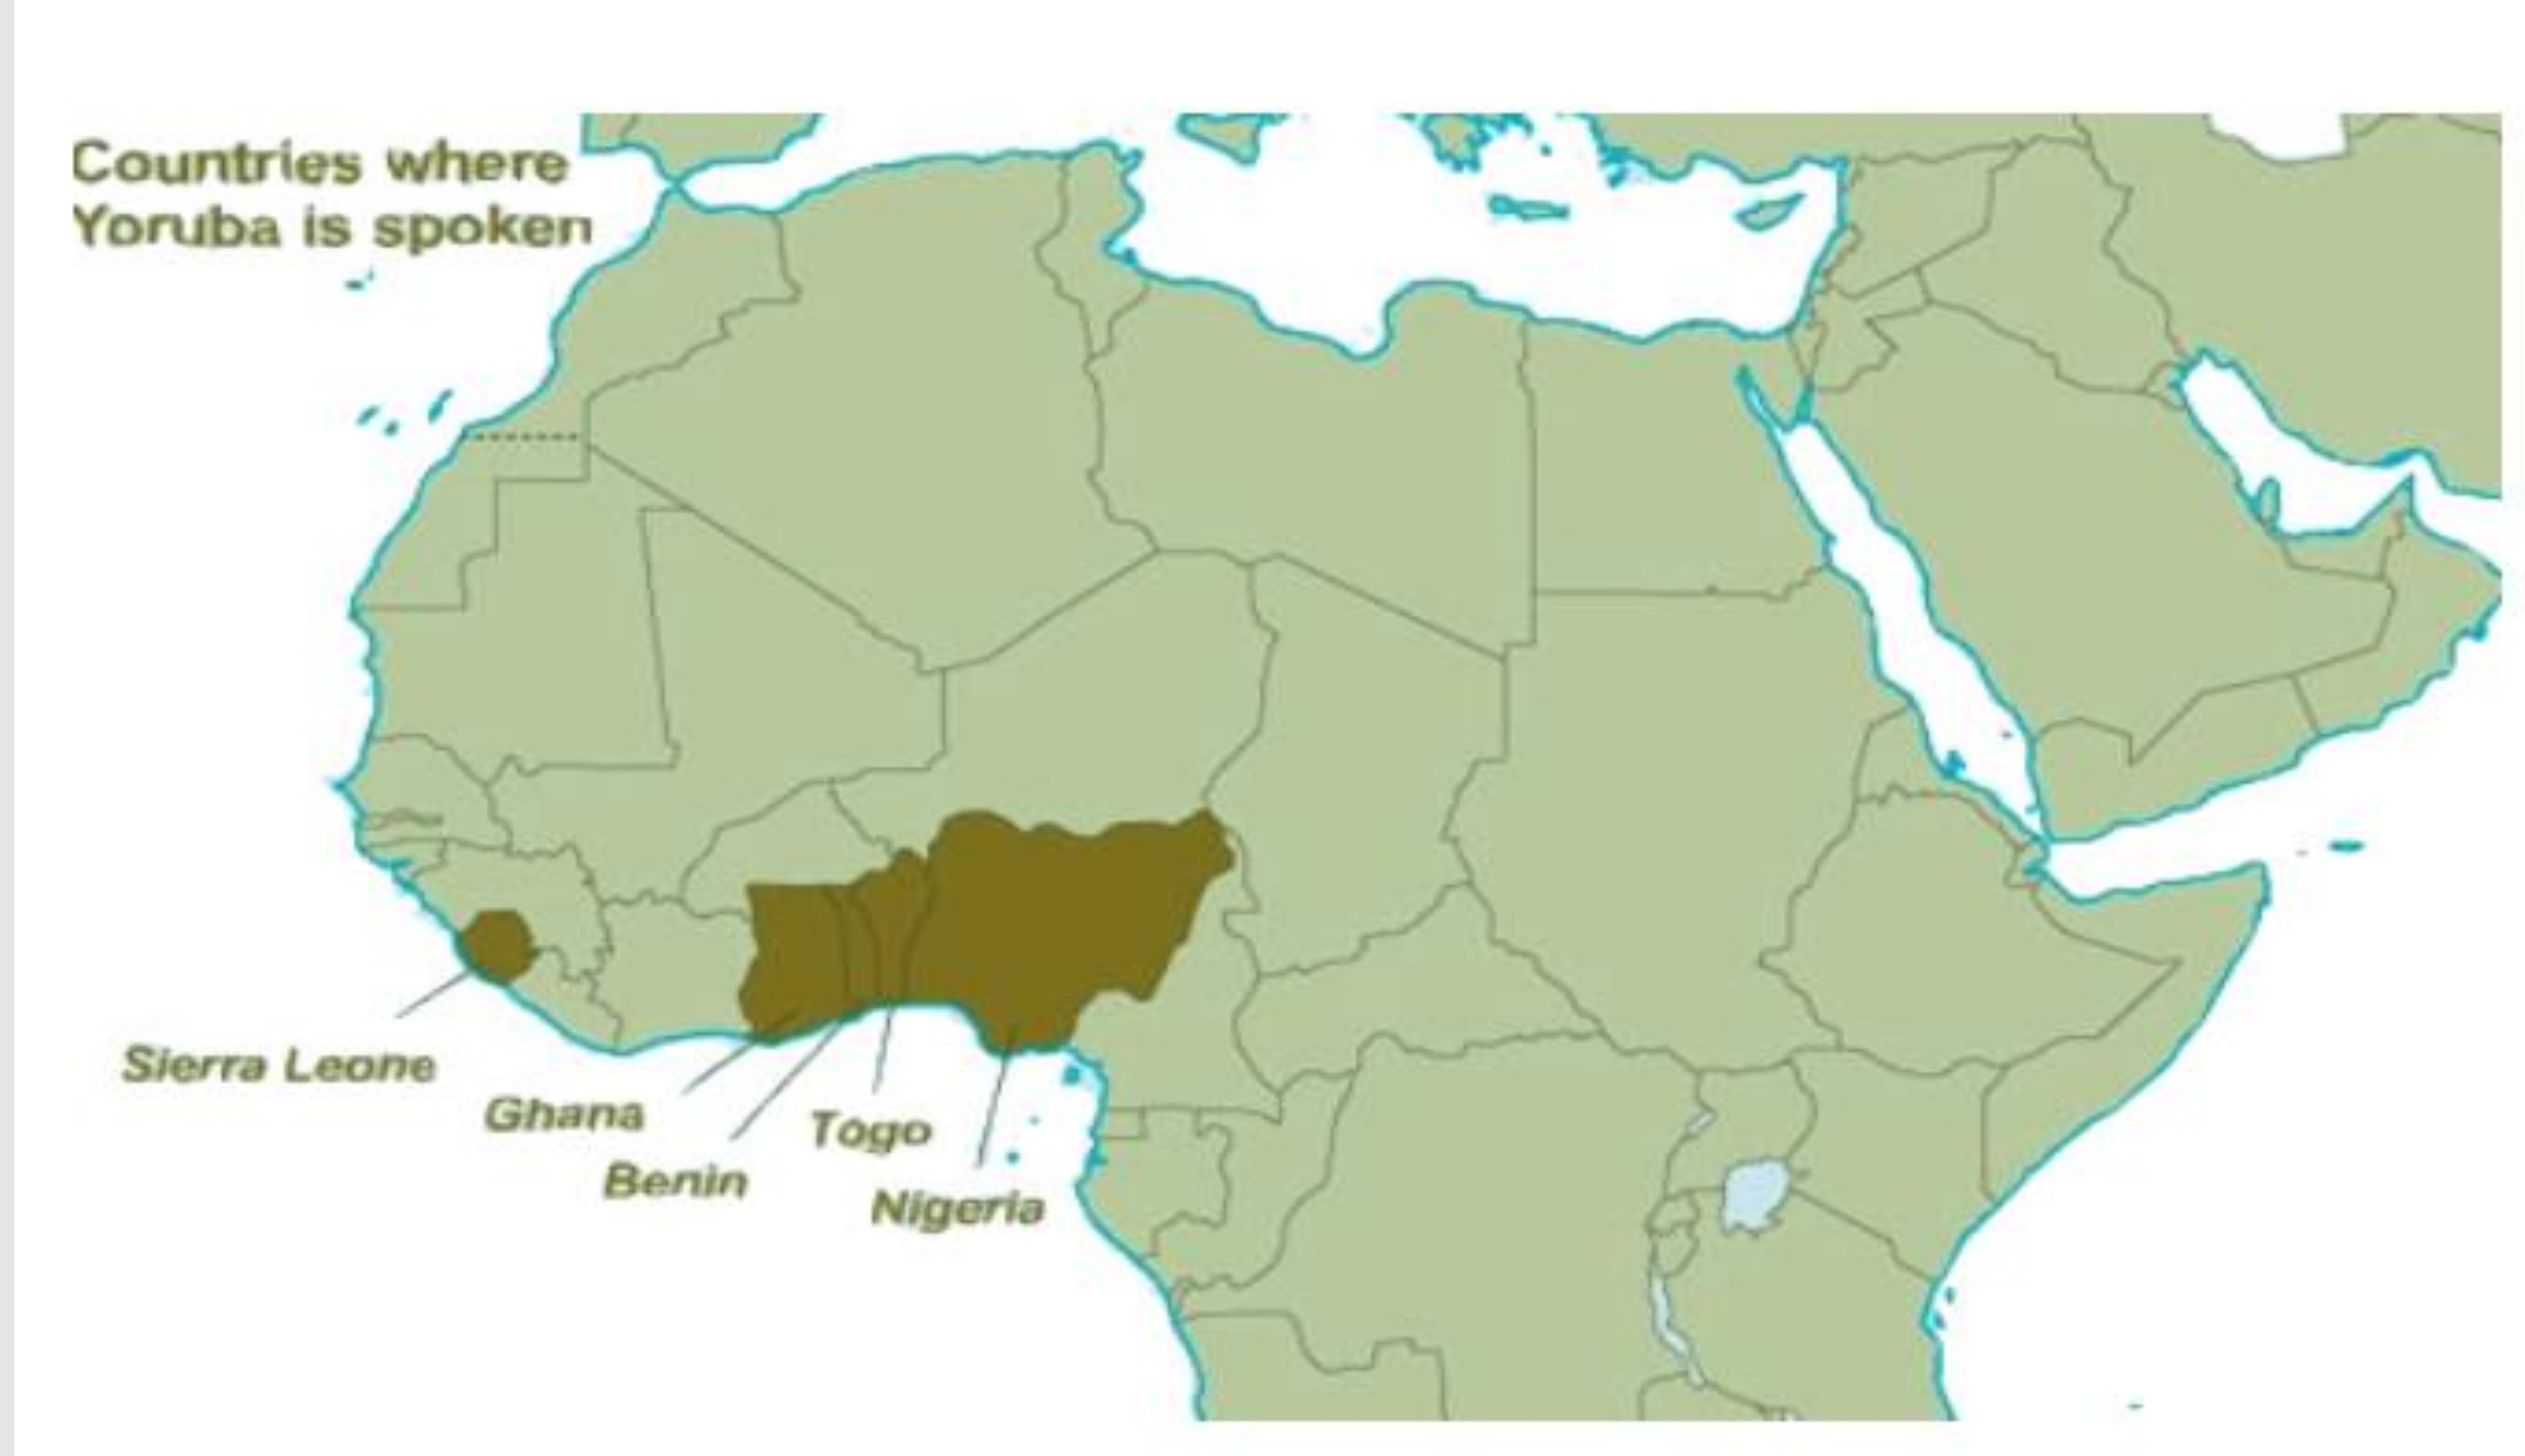 Countries where
Yoruba is spoken
Sierra Leone
Ghana
Togo
Benin
Nigeria